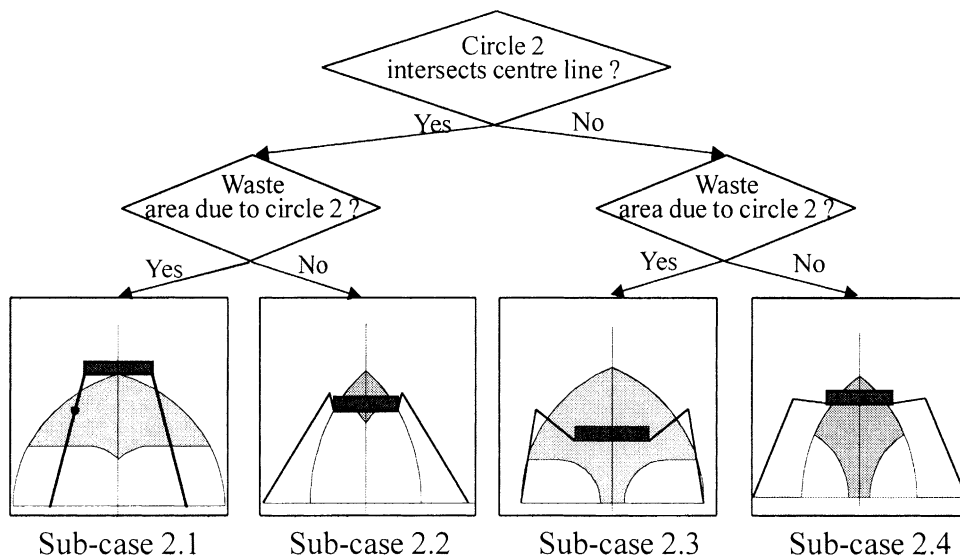 Circle 2
intersects centre line ?
Yes
No
Waste
area due to circle 2 ?
Waste
area due to circle 2 ?
Yes
No
Yes
No
Sub-case 2.1
Sub-case 2.2
Sub-case 2.3
Sub-case 2.4